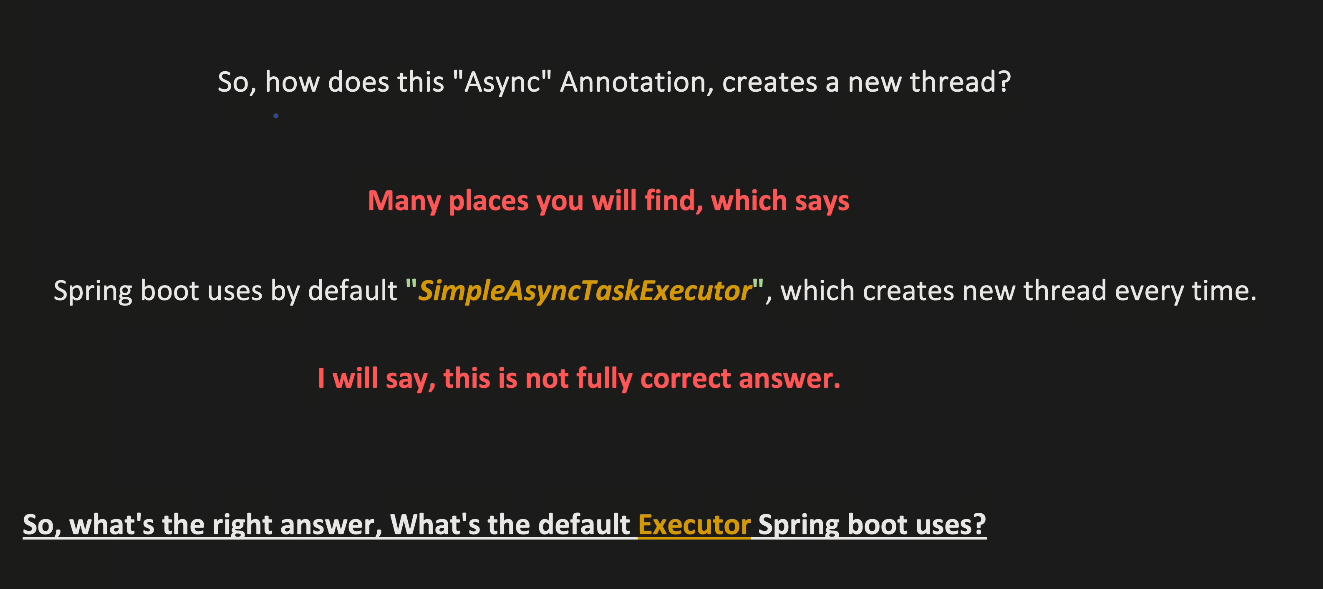 So, how does this "Async" Annotation, creates a new thread?
Many places you will find, which says
Spring boot uses by default "SimpleAsyncTaskExecutor", which creates new thread every time.
I will say, this is not fully correct answer.
So, what's the right answer, What's the default Executor Spring boot uses?